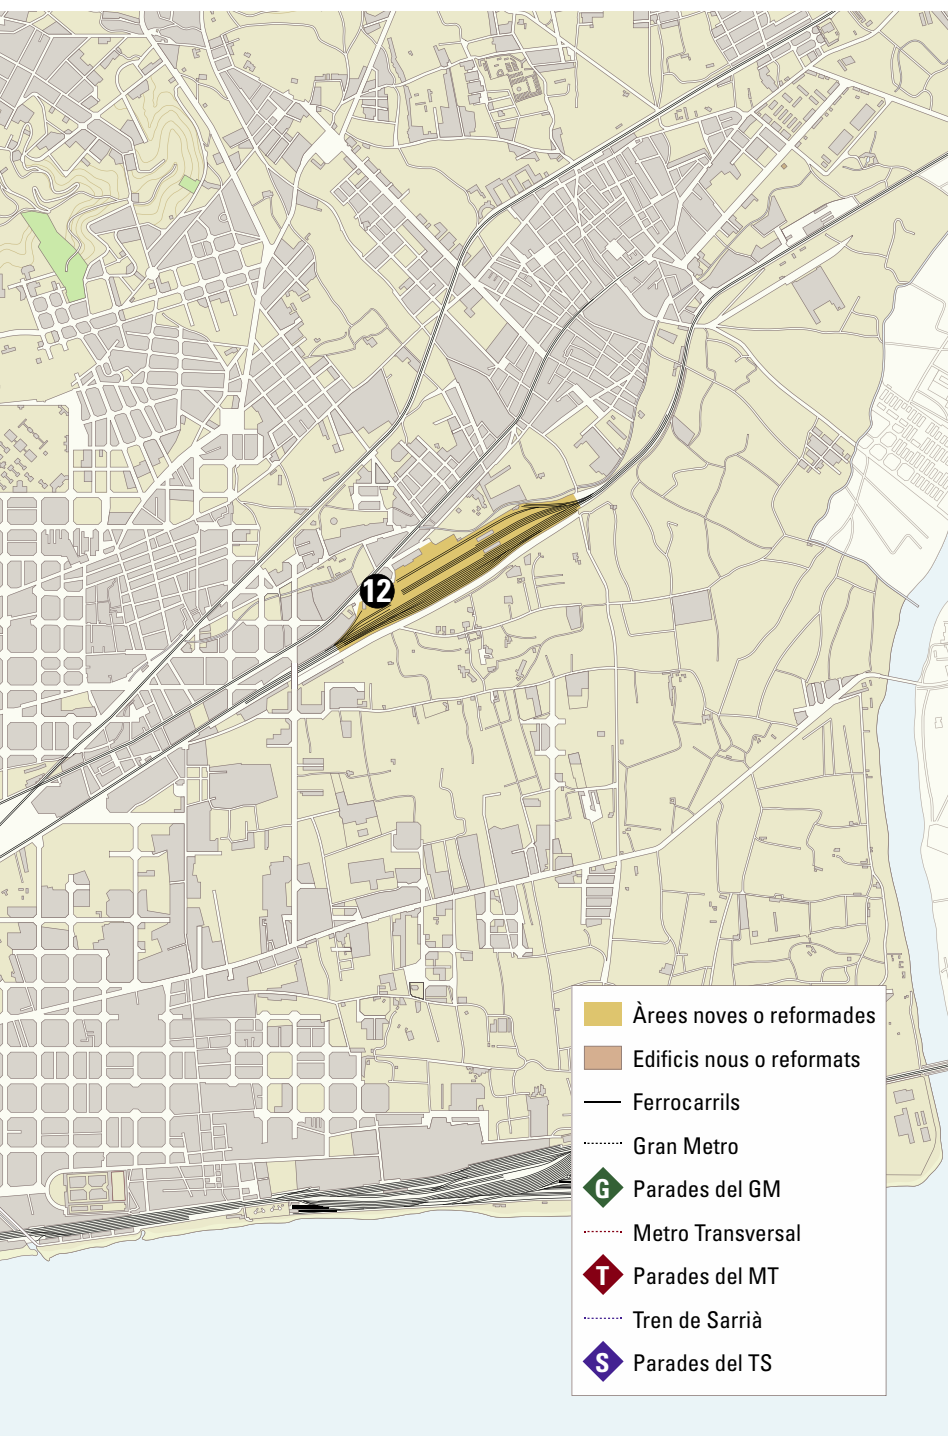 12
Àrees noves o reformades
Edificis nous o reformats
Ferrocarrils
Gran Metro
G Parades del GM
Metro Transversal
T Parades del MT
Tren de Sarrià
S Parades del TS